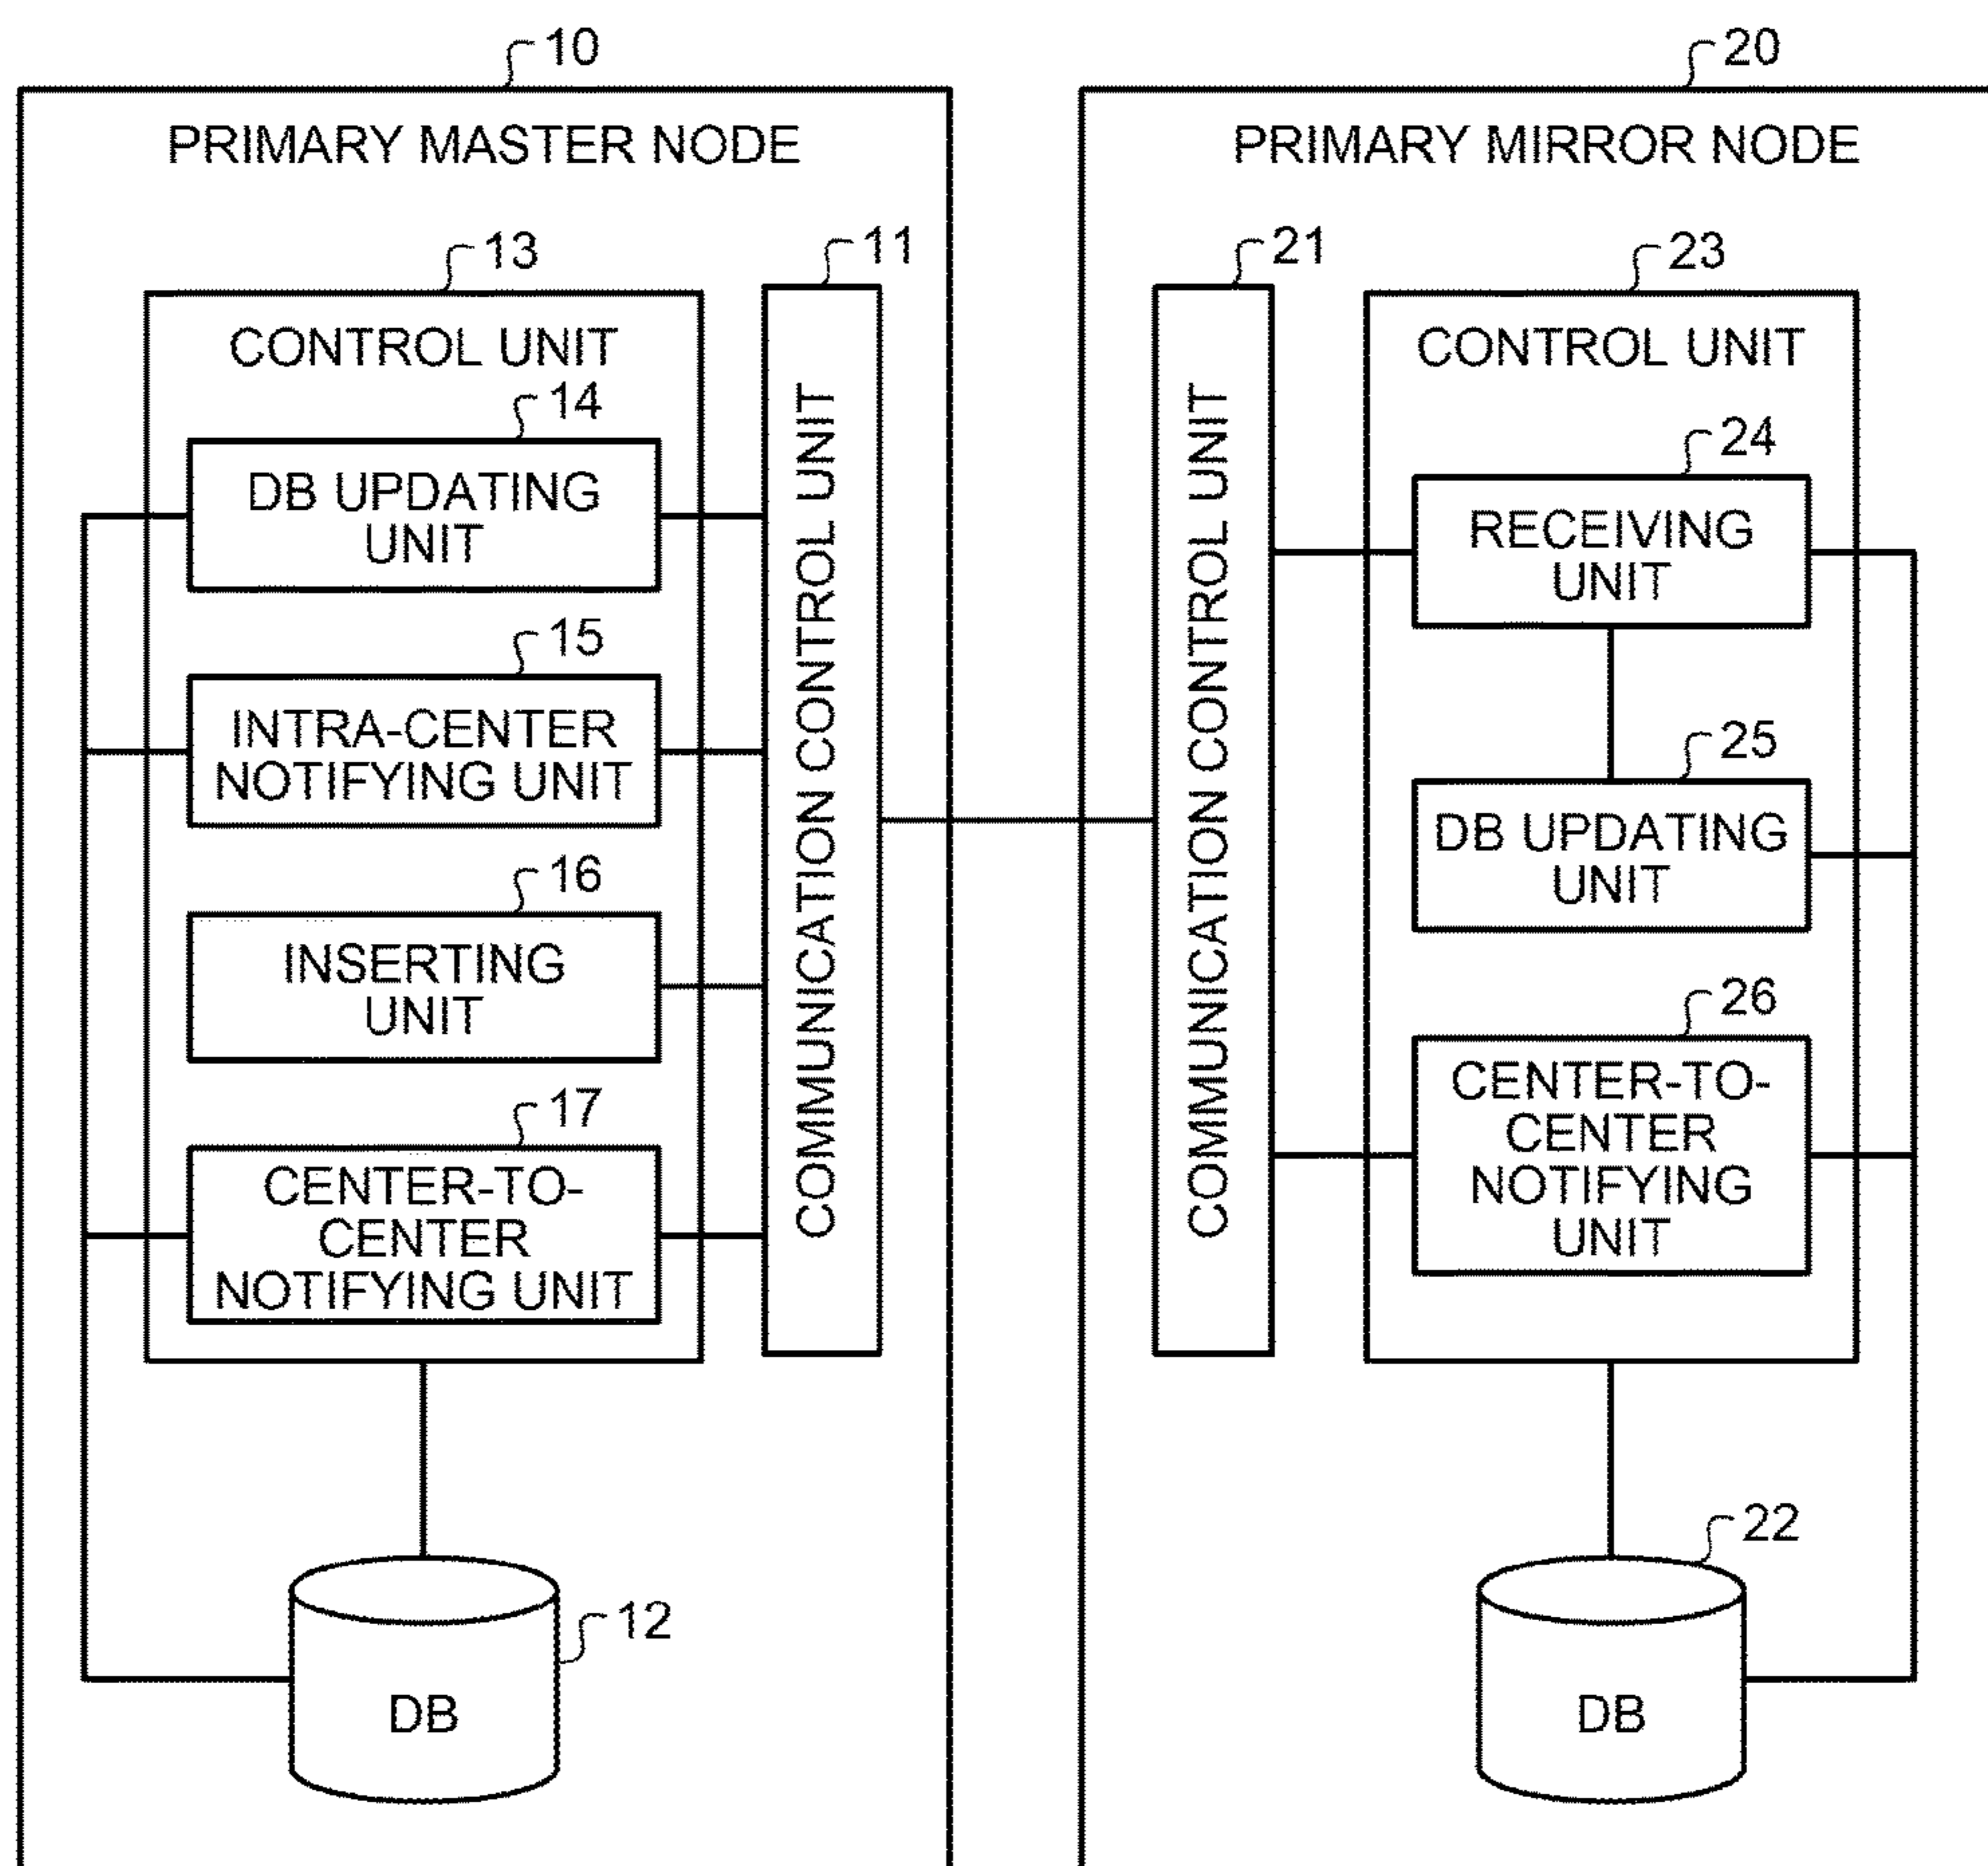 10
PRIMARY MASTER NODE
13
11
CONTROL UNIT
14
DB UPDATING
UNIT
15
INTRA-CENTER
NOTIFYING UNIT
16
INSERTING
UNIT
17
CENTER-TO-
CENTER
NOTIFYING UNIT
COMMUNICATION CONTROL UNIT
12
DB
20
PRIMARY MIRROR NODE
21
23
COMMUNICATION CONTROL UNIT
CONTROL UNIT
24
RECEIVING
UNIT
25
DB UPDATING
UNIT
26
CENTER-TO-
CENTER
NOTIFYING
UNIT
22
DB